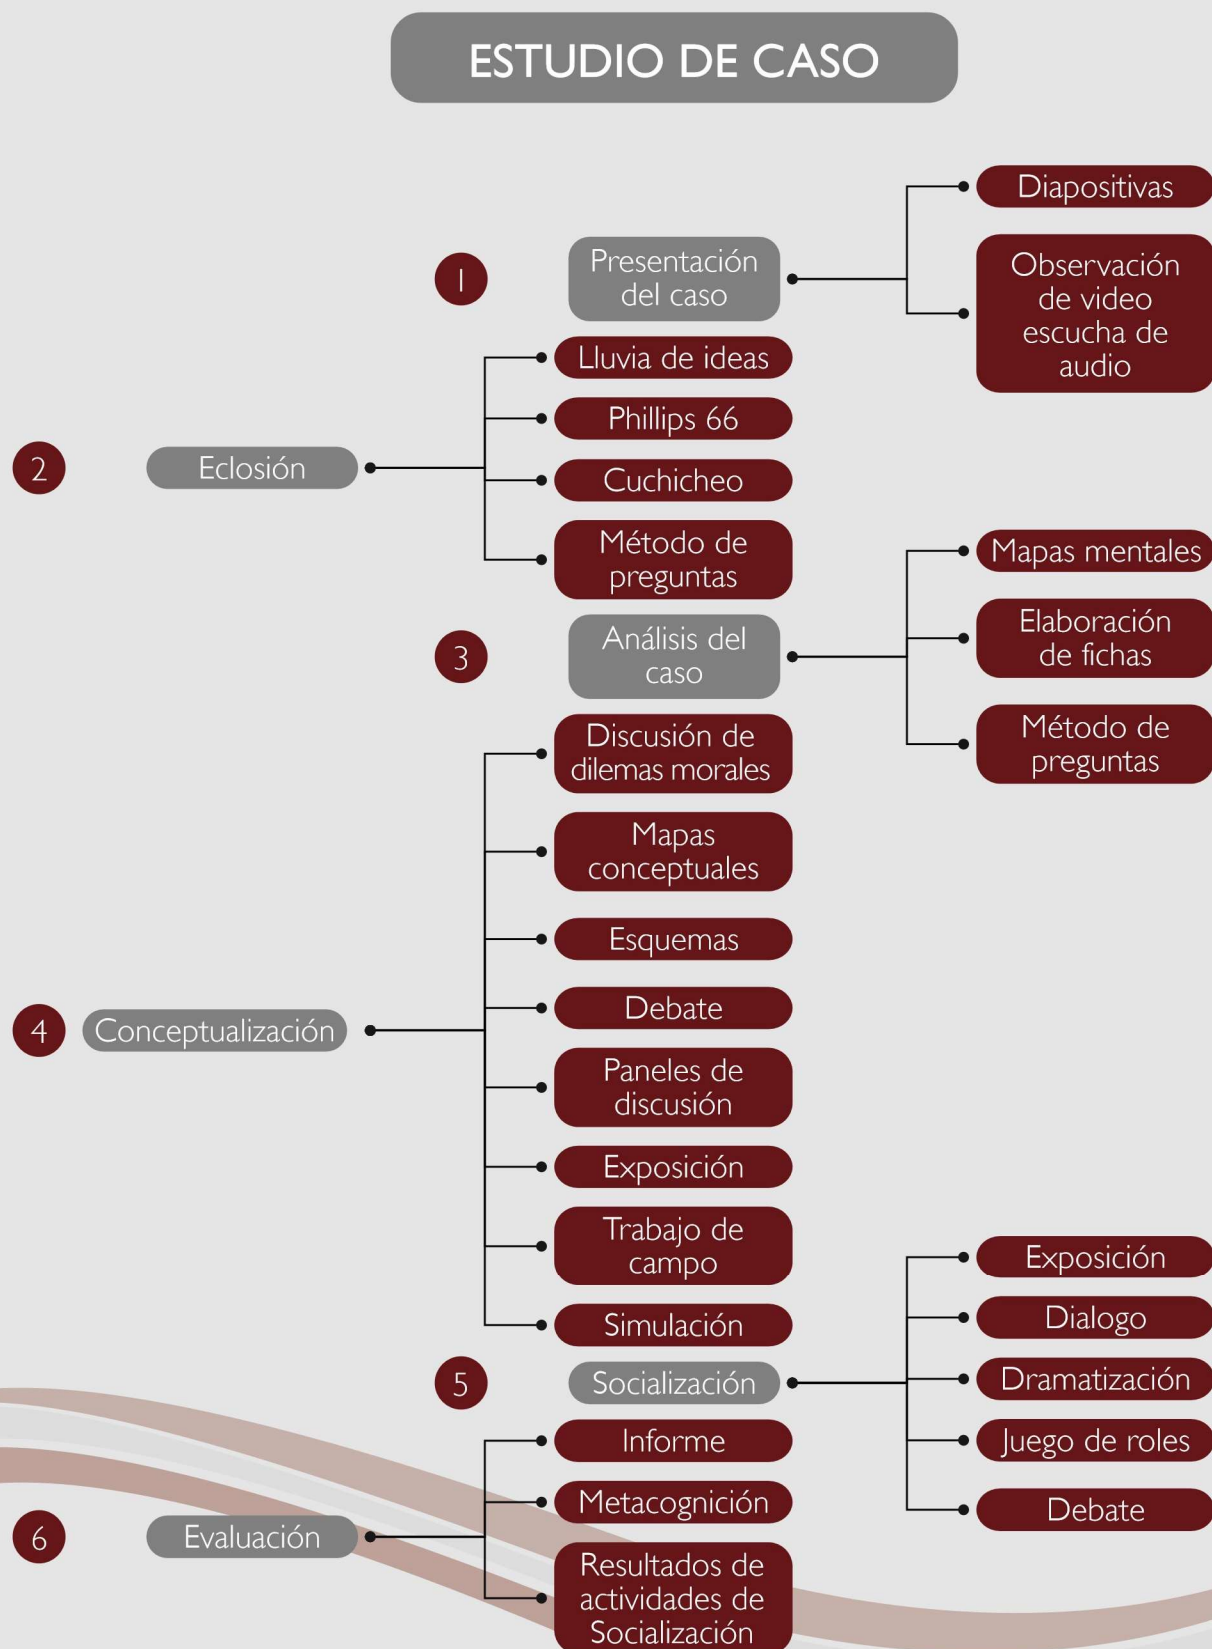 ESTUDIO DE CASO
1
Presentación
del caso
Diapositivas
Observación
de video
escucha de
audio
2
Eclosión
Lluvia de ideas
Phillips 66
Cuchicheo
Método de
preguntas
3
Análisis del
caso
Mapas mentales
Elaboración
de fichas
Método de
preguntas
4
Conceptualización
Discusión de
dilemas morales
Mapas
conceptuales
Esquemas
Debate
Paneles de
discusión
Exposición
Trabajo de
campo
Simulación
5
Socialización
Exposición
Dialogo
Dramatización
Juego de roles
Debate
6
Evaluación
Informe
Metacognición
Resultados de
actividades de
Socialización